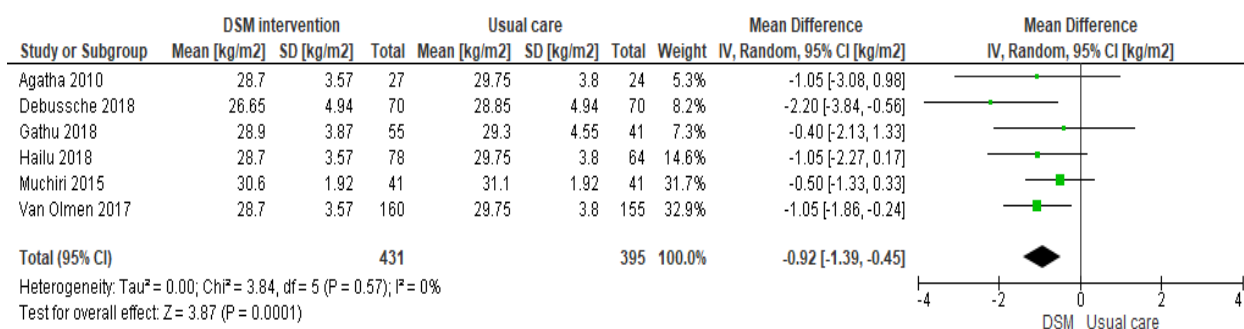 DSM intervention Usual care Mean Difference Mean Difference
Study or Subgroup Mean [kg/m2] SD [kg/m2] Total Mean [kg/m2] SD [kg/m2] Total Weight IV, Random, 95% CI [kg/m2] IV, Random, 95% CI [kg/m2]
Agatha 2010 28.7 3.57 27 29.75 3.8 24 5.3% -1.05 [-3.08, 0.98]
Debussche 2018 26.65 4.94 70 28.85 4.94 70 8.2% -2.20 [-3.84, -0.56]
Gathu 2018 28.9 3.87 55 29.3 4.55 41 7.3% -0.40 [-2.13, 1.33]
Hailu 2018 28.7 3.57 78 29.75 3.8 64 14.6% -1.05 [-2.27, 0.17]
Muchiri 2015 30.6 1.92 41 31.1 1.92 41 31.7% -0.50 [-1.33, 0.33]
Van Olmen 2017 28.7 3.57 160 29.75 3.8 155 32.9% -1.05 [-1.86, -0.24]
Total (95% CI) 431 395 100.0% -0.92 [-1.39, -0.45]
Heterogeneity: Tau² = 0.00; Chi² = 3.84, df = 5 (P = 0.57); I² = 0%
Test for overall effect: Z = 3.87 (P = 0.0001)
-4 -2 0 2 4
DSM Usual care